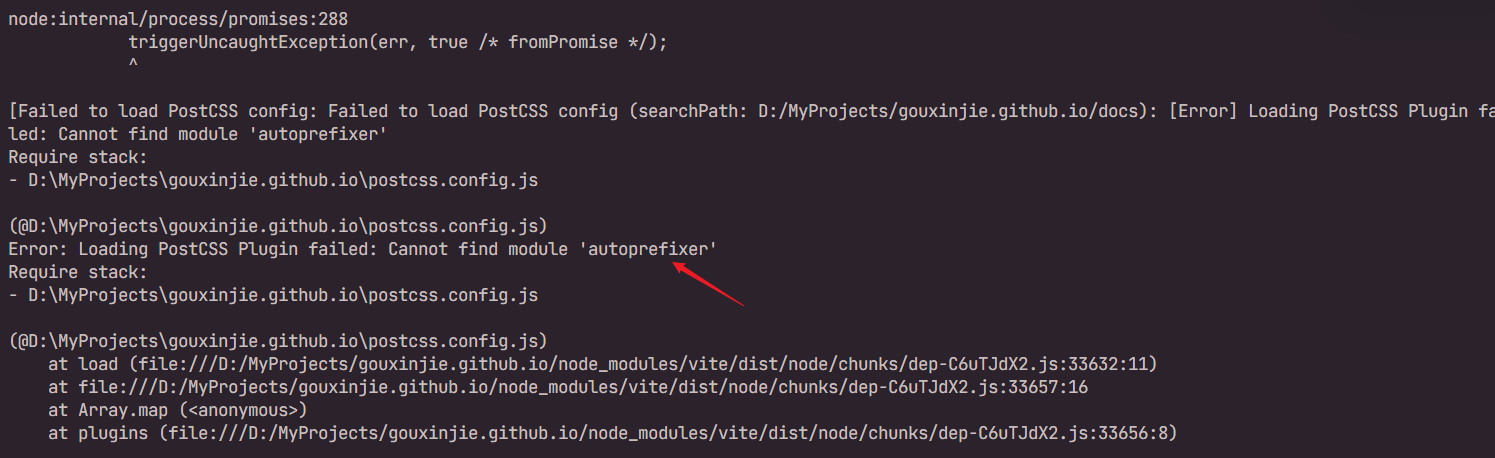 node:internal/process/promises:288
            triggerUncaughtException(err, true /* fromPromise */);
            ^
[Failed to load PostCSS config: Failed to load PostCSS config (searchPath: D:/MyProjects/gouxinjie.github.io/docs): [Error] Loading PostCSS Plugin fa
led: Cannot find module 'autoprefixer'
Require stack:
- D:\MyProjects\gouxinjie.github.io\postcss.config.js
(@D:\MyProjects\gouxinjie.github.io\postcss.config.js)
Error: Loading PostCSS Plugin failed: Cannot find module 'autoprefixer'
Require stack:
- D:\MyProjects\gouxinjie.github.io\postcss.config.js
(@D:\MyProjects\gouxinjie.github.io\postcss.config.js)
    at load (file:///D:/MyProjects/gouxinjie.github.io/node_modules/vite/dist/node/chunks/dep-C6uTJdX2.js:33632:11)
    at file:///D:/MyProjects/gouxinjie.github.io/node_modules/vite/dist/node/chunks/dep-C6uTJdX2.js:33657:16
    at Array.map (<anonymous>)
    at plugins (file:///D:/MyProjects/gouxinjie.github.io/node_modules/vite/dist/node/chunks/dep-C6uTJdX2.js:33656:8)